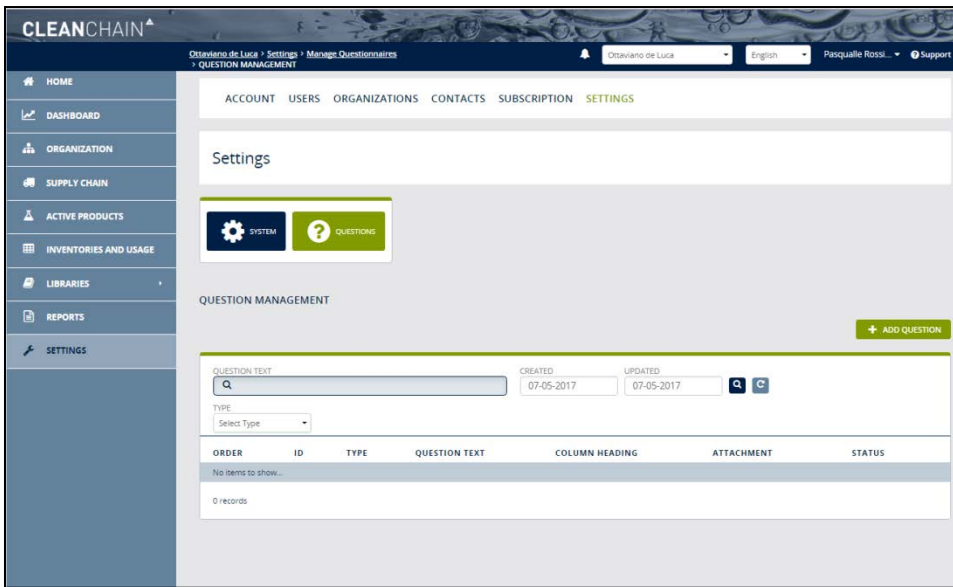 CLEANCHAIN
Ottaviano de Luca > Settings > Manage Questionnaires
> QUESTION MANAGEMENT
Ottaviano de Luca
English
Pasqualle Rossi...
Support
HOME
DASHBOARD
ORGANIZATION
SUPPLY CHAIN
ACTIVE PRODUCTS
INVENTORIES AND USAGE
LIBRARIES
REPORTS
SETTINGS
ACCOUNT USERS ORGANIZATIONS CONTACTS SUBSCRIPTION SETTINGS
Settings
SYSTEM
QUESTIONS
QUESTION MANAGEMENT
+ ADD QUESTION
QUESTION TEXT CREATED UPDATED
07-05-2017 07-05-2017
TYPE
Select Type
ORDER ID TYPE QUESTION TEXT COLUMN HEADING ATTACHMENT STATUS
No items to show...
0 records